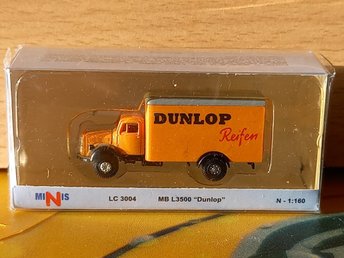 DUNLOP
Reifen
MINIS
LC 3004
MB L3500 "Dunlop"
N - 1:160